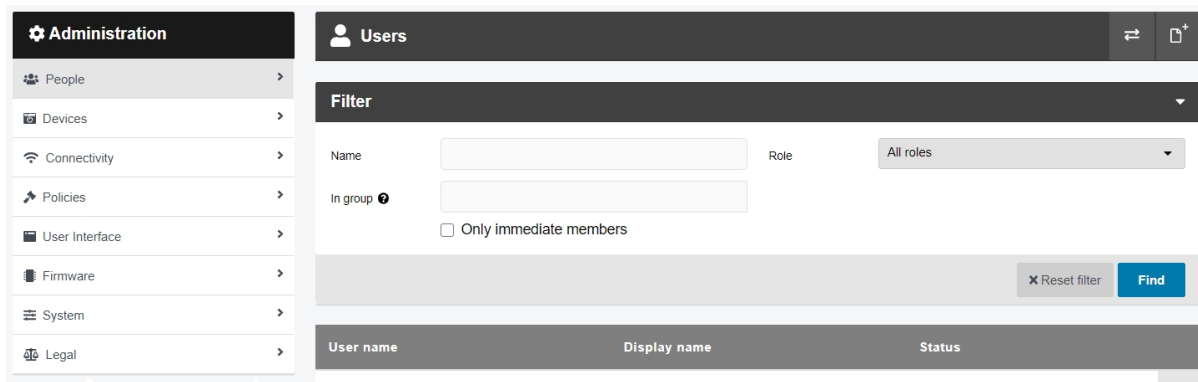 Administration
People
Devices
Connectivity
Policies
User Interface
Firmware
System
Legal
Users
Filter
Name
Role
All roles
In group
Only immediate members
Reset filter
Find
User name
Display name
Status